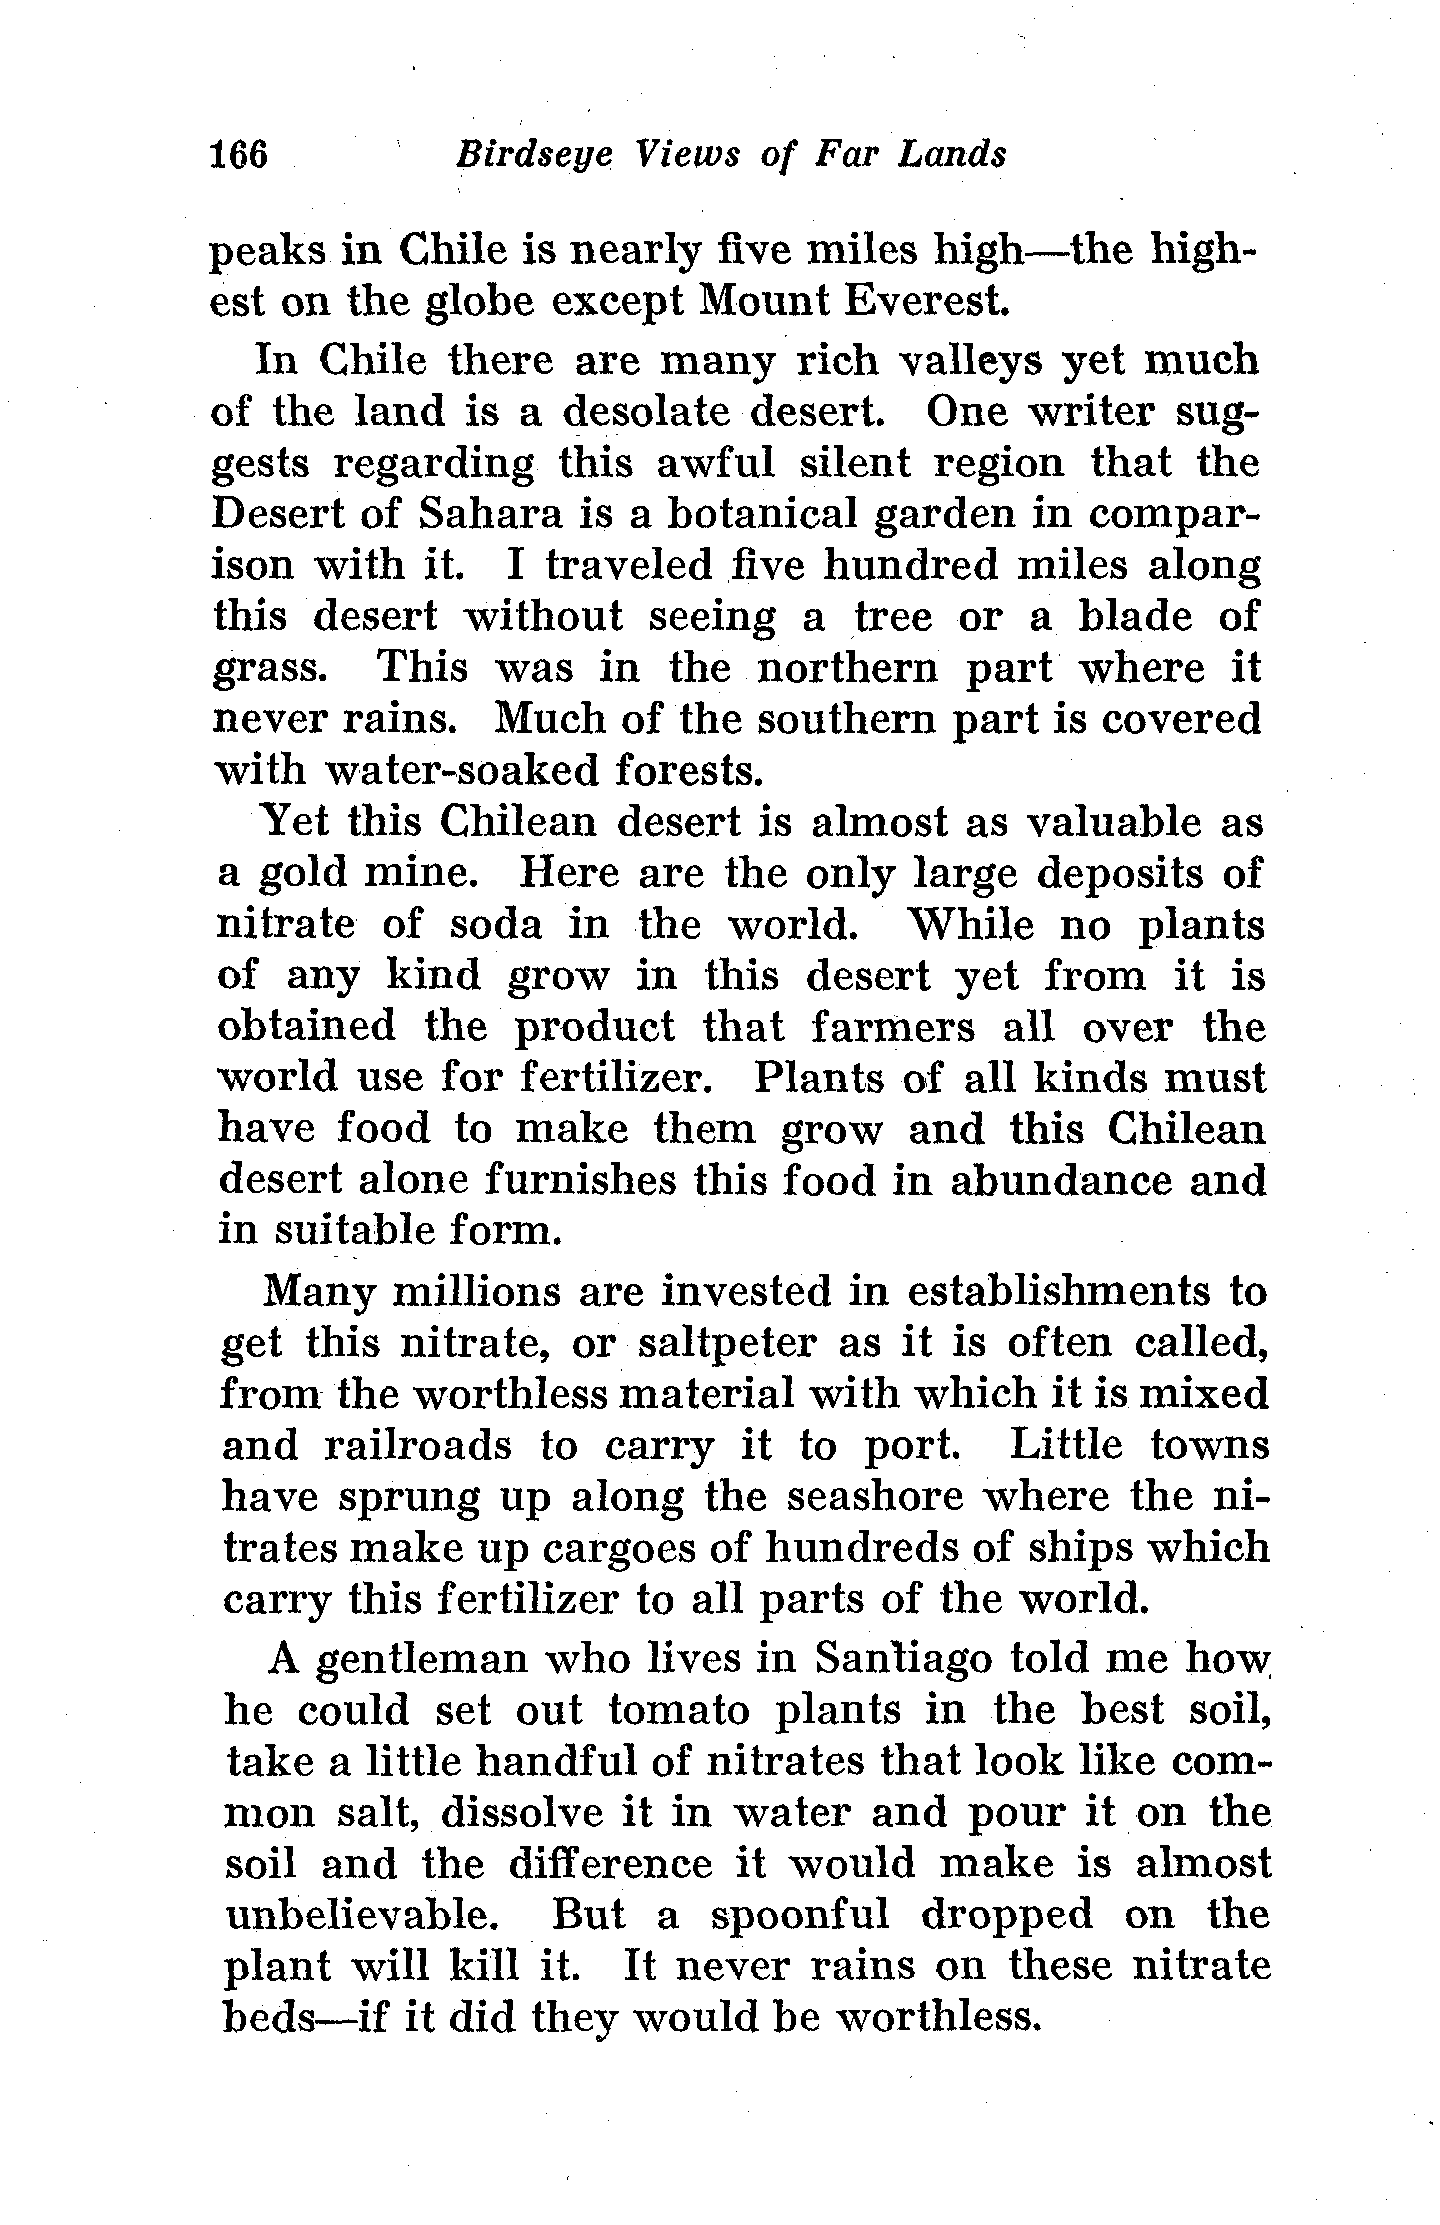 166 Birdseye Views of Far Lands
peaks in Chile is nearly five miles high—the high-
est on the globe except Mount Everest.
In Chile there are many rich valleys yet much
of the land is a desolate desert. One writer sug-
gests regarding this awful silent region that the
Desert of Sahara is a botanical garden in compar-
ison with it. I traveled five hundred miles along
this desert without seeing a tree or a blade of
grass. This was in the northern part where it
never rains. Much of the southern part is covered
with water-soaked forests.
Yet this Chilean desert is almost as valuable as
a gold mine. Here are the only large deposits of
nitrate of soda in the world. While no plants
of any kind grow in this desert yet from it is
obtained the product that farmers all over the
world use for fertilizer. Plants of all kinds must
have food to make them grow and this Chilean
desert alone furnishes this food in abundance and
in suitable form.
Many millions are invested in establishments to
get this nitrate, or saltpeter as it is often called,
from the worthless material with which it is mixed
and railroads to carry it to port. Little towns
have sprung up along the seashore where the ni-
trates make up cargoes of hundreds of ships which
carry this fertilizer to all parts of the world.
A gentleman who lives in Santiago told me how
he could set out tomato plants in the best soil,
take a little handful of nitrates that look like com-
mon salt, dissolve it in water and pour it on the
soil and the difference it would make is almost
unbelievable. But a spoonful dropped on the
plant will kill it. It never rains on these nitrate
beds—if it did they would be worthless.